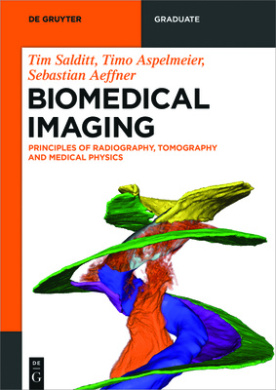 DE GRUYTER
GRADUATE
Tim Salditt, Timo Aspelmeier,
Sebastian Aeffner
BIOMEDICAL
IMAGING
PRINCIPLES OF RADIOGRAPHY, TOMOGRAPHY
AND MEDICAL PHYSICS
DE
G